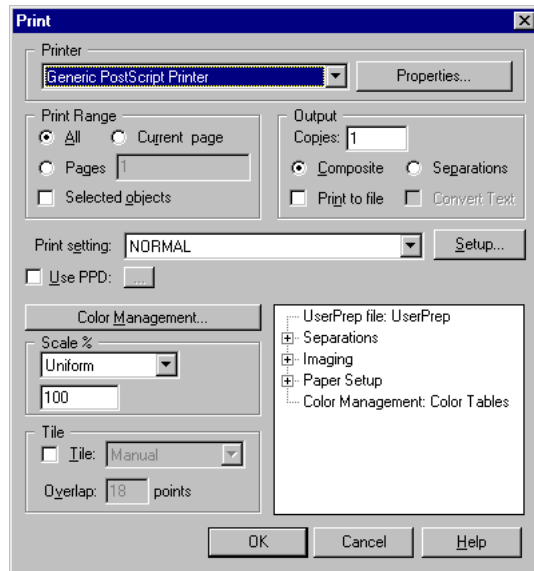 Print
Printer
Generic PostScript Printer
Properties...
Print Range
All
Current page
Pages 1
Selected objects
Output
Copies: 1
Composite
Separations
Print to file
Convert Text
Print setting: NORMAL
Setup...
Use PPD: ...
Color Management...
Scale %
Uniform
100
Tile
Tile: Manual
Overlap: 18 points
UserPrep file: UserPrep
Separations
Imaging
Paper Setup
Color Management: Color Tables
OK
Cancel
Help